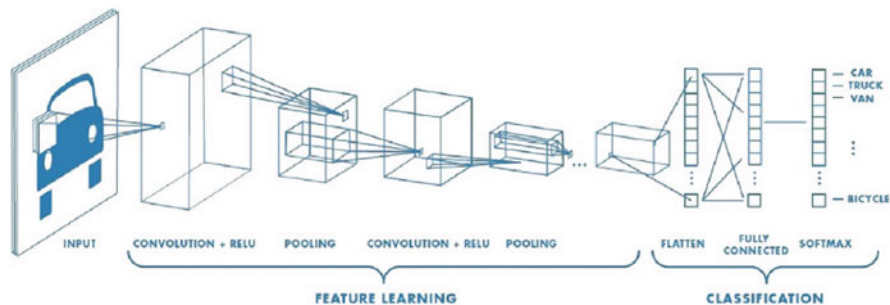 CAR
TRUCK
VAN
BICYCLE
INPUT
CONVOLUTION + RELU
POOLING
CONVOLUTION + RELU
POOLING
FLATTEN
FULLY
CONNECTED
SOFTMAX
FEATURE LEARNING
CLASSIFICATION